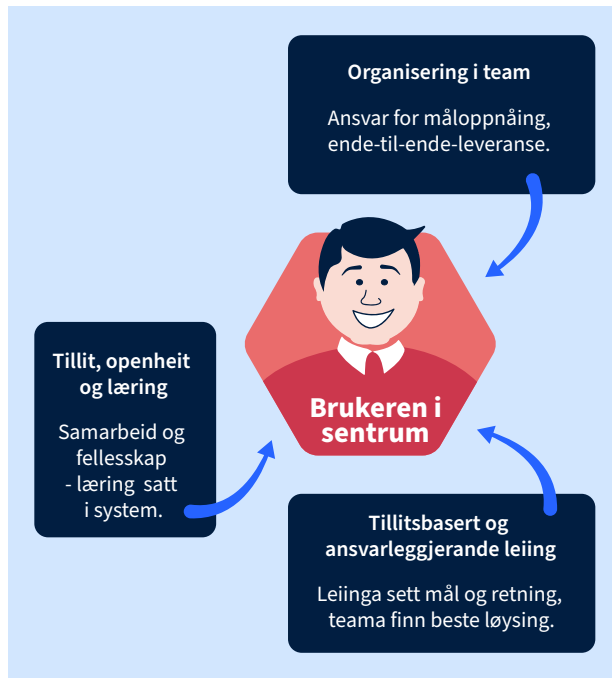 Organisering i team
Ansvar for måloppnåing,
ende-til-ende-leveranse.
Brukeren i
sentrum
Tillit, openheit
og læring
Samarbeid og
fellesskap
- læring satt
i system.
Tillitsbasert og
ansvarleggjerande leiing
Leiinga sett mål og retning,
teama finn beste løysing.